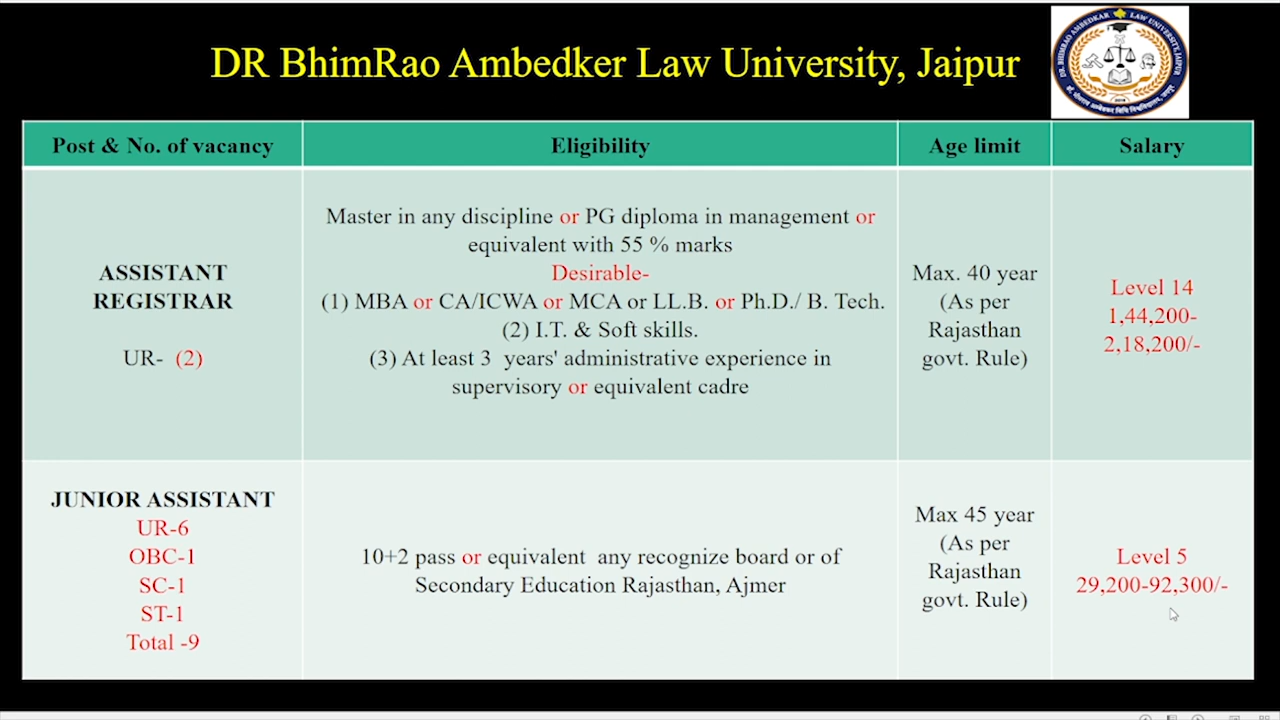 DR BhimRao Ambedker Law University, Jaipur
DR. BHIMRAO AMBEDKAR LAW UNIVERSITY, JAIPUR
Post & No. of vacancy
Eligibility
Age limit
Salary
ASSISTANT
REGISTRAR
UR- (2)
Master in any discipline or PG diploma in management or
equivalent with 55 % marks
Desirable-
(1) MBA or CA/ICWA or MCA or LL.B. or Ph.D./ B. Tech.
(2) I.T. & Soft skills.
(3) At least 3 years' administrative experience in
supervisory or equivalent cadre
Max. 40 year
(As per
Rajasthan
govt. Rule)
Level 14
1,44,200-
2,18,200/-
JUNIOR ASSISTANT
UR-6
OBC-1
SC-1
ST-1
Total -9
10+2 pass or equivalent any recognize board or of
Secondary Education Rajasthan, Ajmer
Max 45 year
(As per
Rajasthan
govt. Rule)
Level 5
29,200-92,300/-